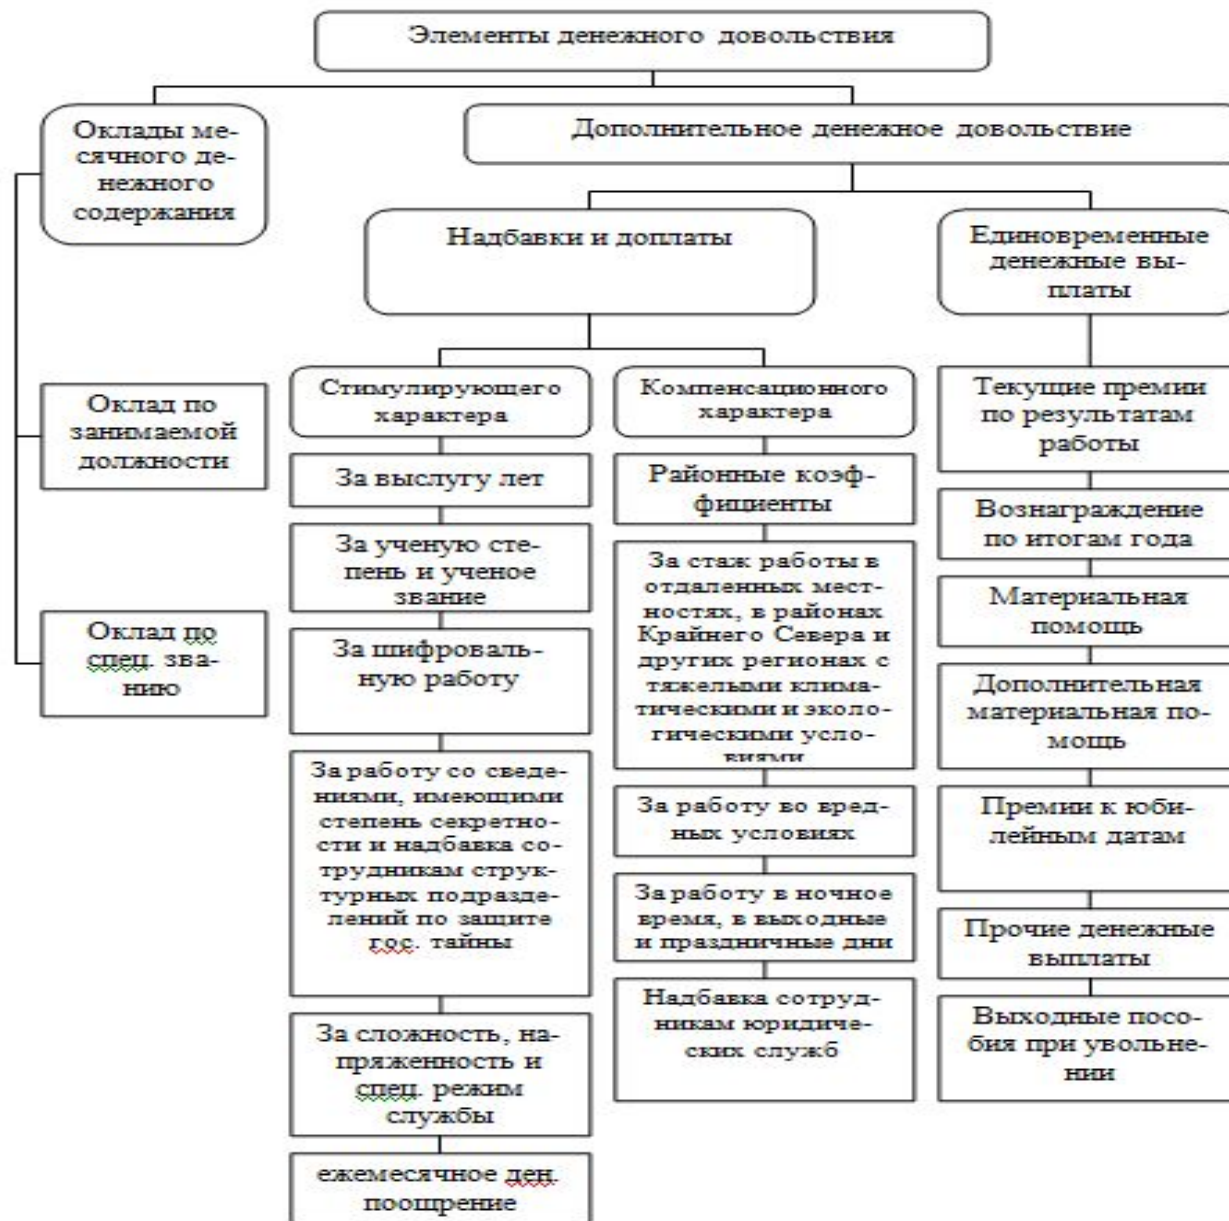 Элементы денежного довольствия
Оклады ме-
сячного де-
нежного
содержания
Дополнительное денежное довольствие
Надбавки и доплаты
Единовременные
денежные вы-
платы
Оклад по
занимаемой
должности
Оклад по
спец. зва-
нию
Стимулирующего
характера
За выслугу лет
За ученую сте-
пень и ученое
звание
За шифроваль-
ную работу
За работу со сведе-
ниями, имеющими
степень секретно-
сти и надбавка со-
трудникам струк-
турных подразде-
лений по защите
гос. тайны
За сложность, на-
пряженность и
спец. режим
службы
ежемесячное ден.
поощрение
Компенсационного
характера
Районные коэф-
фициенты
За стаж работы в
отдаленных мест-
ностях, в районах
Крайнего Севера и
других регионах с
тяжелыми клима-
тическими и эколо-
гическими усло-
виями
За работу во вред-
ных условиях
За работу в ночное
время, в выходные
и праздничные дни
Надбавка сотруд-
никам юридиче-
ских служб
Текущие премии
по результатам
работы
Вознаграждение
по итогам года
Материальная
помощь
Дополнительная
материальная по-
мощь
Премии к юби-
лейным датам
Прочие денежные
выплаты
Выходные посо-
бия при увольне-
нии